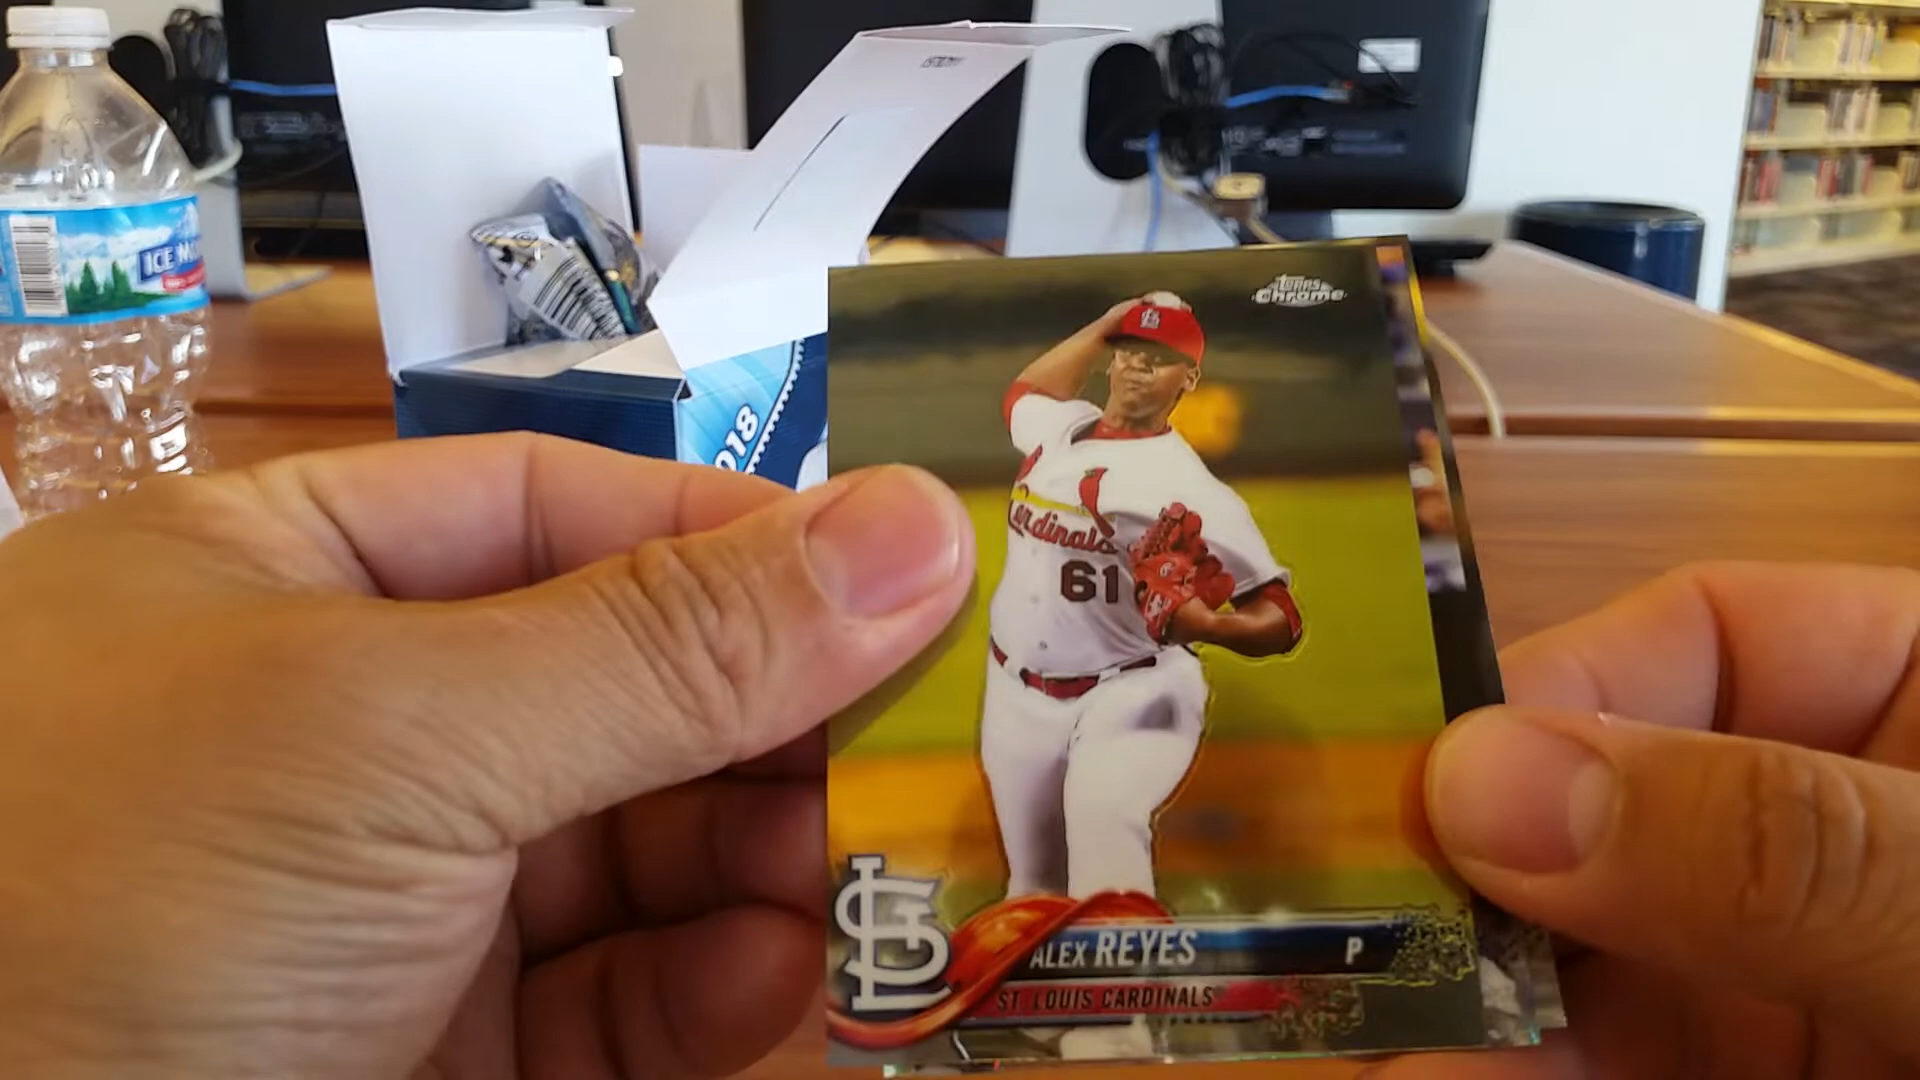 ICE M
TOPPS
Chrome
018
Cardinals
61
ALEX REYES P
ST. LOUIS CARDINALS